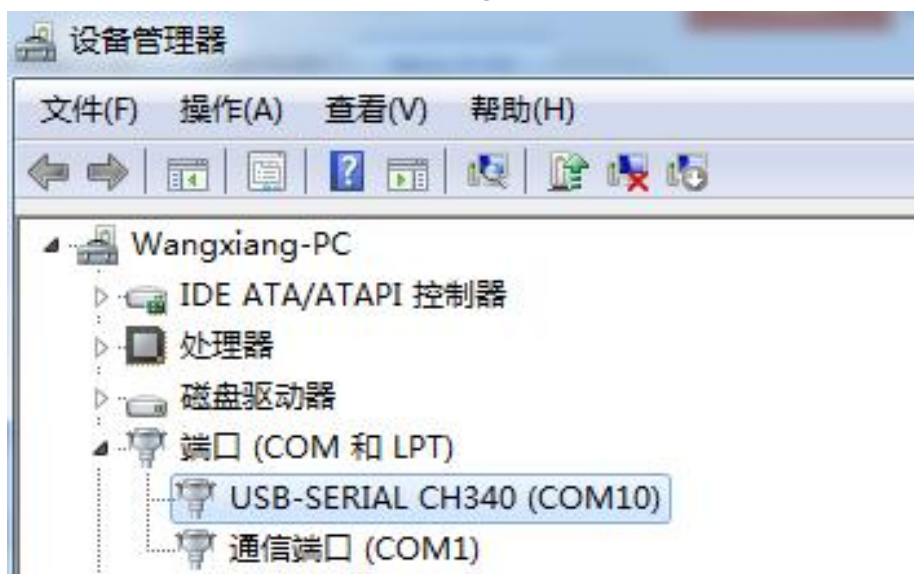 设备管理器
文件(F) 操作(A) 查看(V) 帮助(H)
Wangxiang-PC
IDE ATA/ATAPI 控制器
处理器
磁盘驱动器
端口 (COM 和 LPT)
USB-SERIAL CH340 (COM10)
通信端口 (COM1)